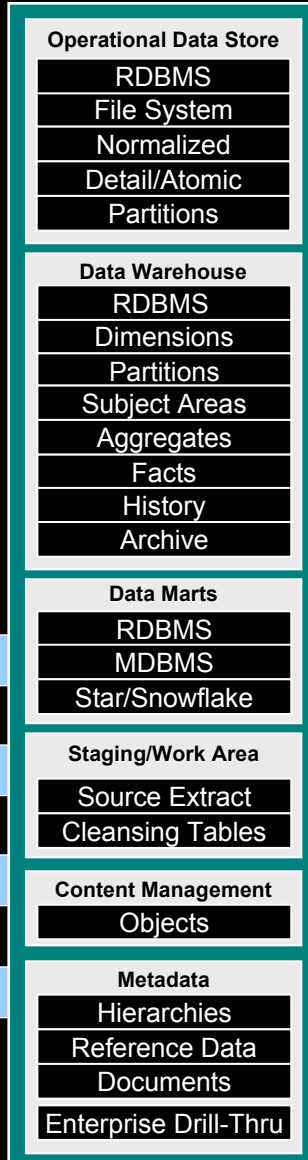 Operational Data Store
RDBMS
File System
Normalized
Detail/Atomic
Partitions
Data Warehouse
RDBMS
Dimensions
Partitions
Subject Areas
Aggregates
Facts
History
Archive
Data Marts
RDBMS
MDBMS
Star/Snowflake
Staging/Work Area
Source Extract
Cleansing Tables
Content Management
Objects
Metadata
Hierarchies
Reference Data
Documents
Enterprise Drill-Thru